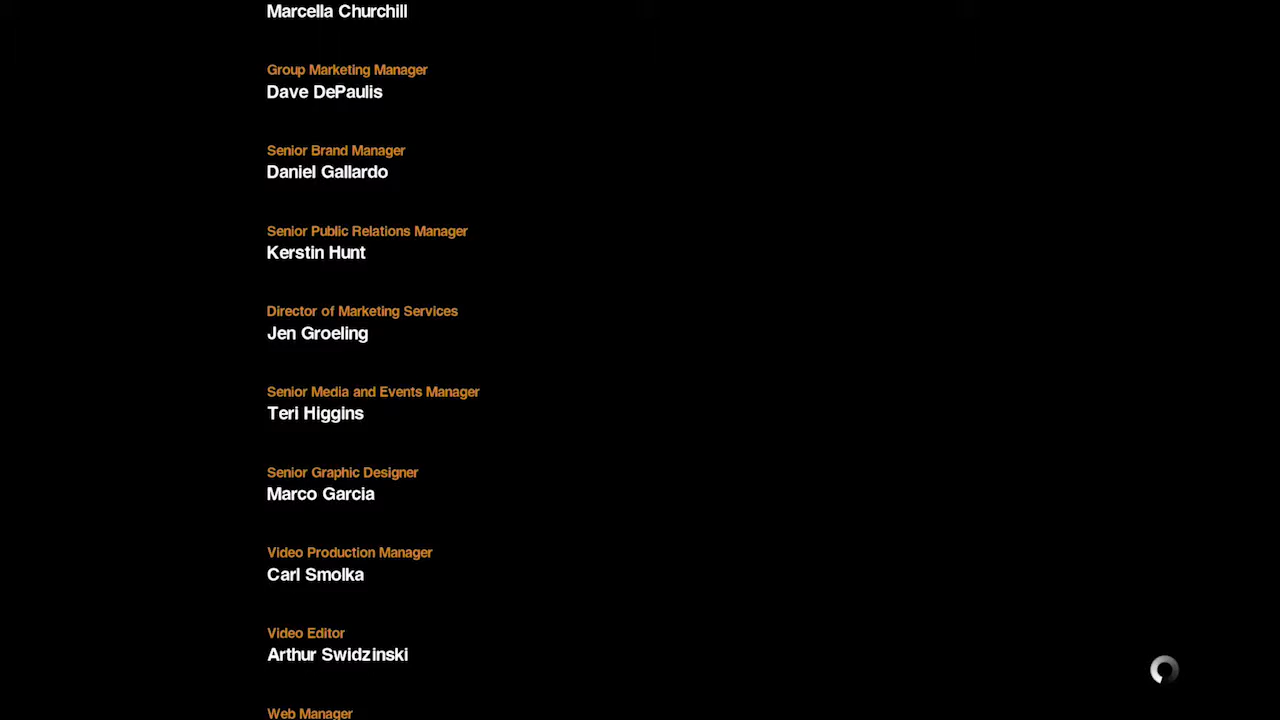 Marcella Churchill
Group Marketing Manager
Dave DePaulis
Senior Brand Manager
Daniel Gallardo
Senior Public Relations Manager
Kerstin Hunt
Director of Marketing Services
Jen Groeling
Senior Media and Events Manager
Teri Higgins
Senior Graphic Designer
Marco Garcia
Video Production Manager
Carl Smolka
Video Editor
Arthur Swidzinski
Web Manager